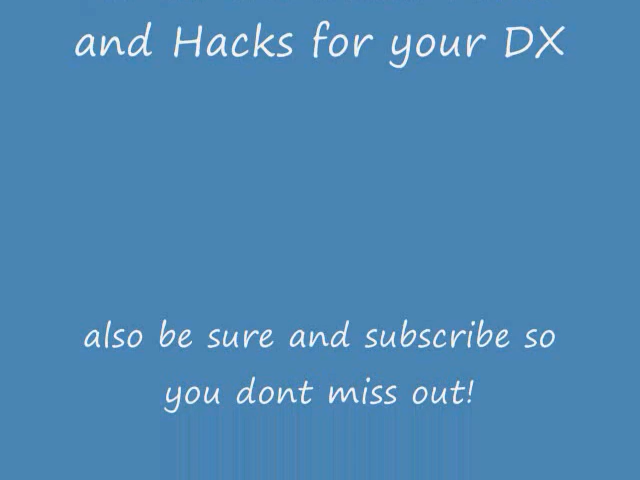 and Hacks for your DX
also be sure and subscribe so
you dont miss out!